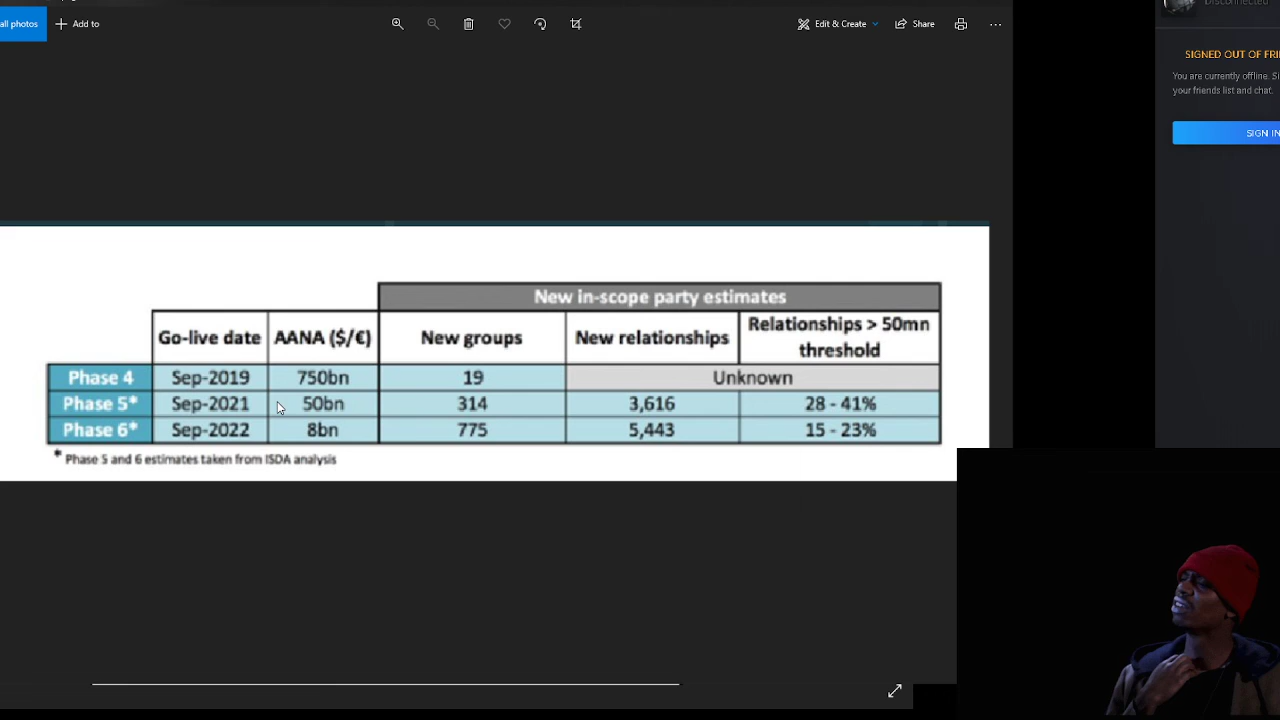 all photos
Add to
Edit & Create
Share
Disconnected
SIGNED OUT OF FRI
You are currently offline. Si
your friends list and chat.
SIGN IN
New in-scope party estimates
Go-live date AANA ($/€) New groups New relationships Relationships > 50mn
threshold
Phase 4 Sep-2019 750bn 19 Unknown
Phase 5* Sep-2021 50bn 314 3,616 28 - 41%
Phase 6* Sep-2022 8bn 775 5,443 15 - 23%
* Phase 5 and 6 estimates taken from ISDA analysis